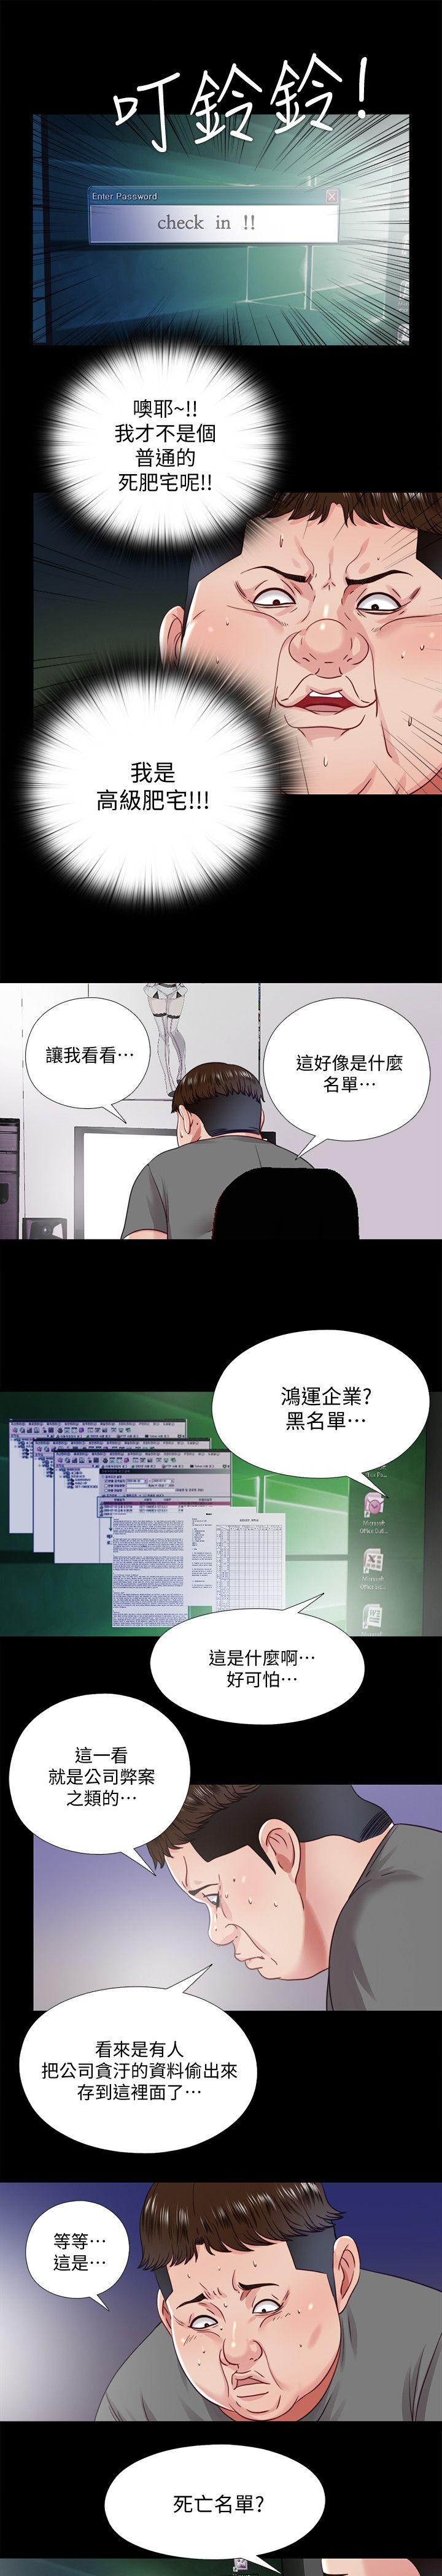 叮鈴鈴!
Enter Password
check in !!
噢耶~!!
我才不是個
普通的
死肥宅呢!!
我是
高級肥宅!!!
讓我看看⋯
這好像是什麼
名單⋯
鴻運企業?
黑名單⋯
Microsoft
Microsoft
Microsoft
這是什麼啊⋯
好可怕⋯
這一看
就是公司弊案
之類的⋯
看來是有人
把公司貪汙的資料偷出來
存到這裡面了⋯
等等⋯
這是⋯
死亡名單?